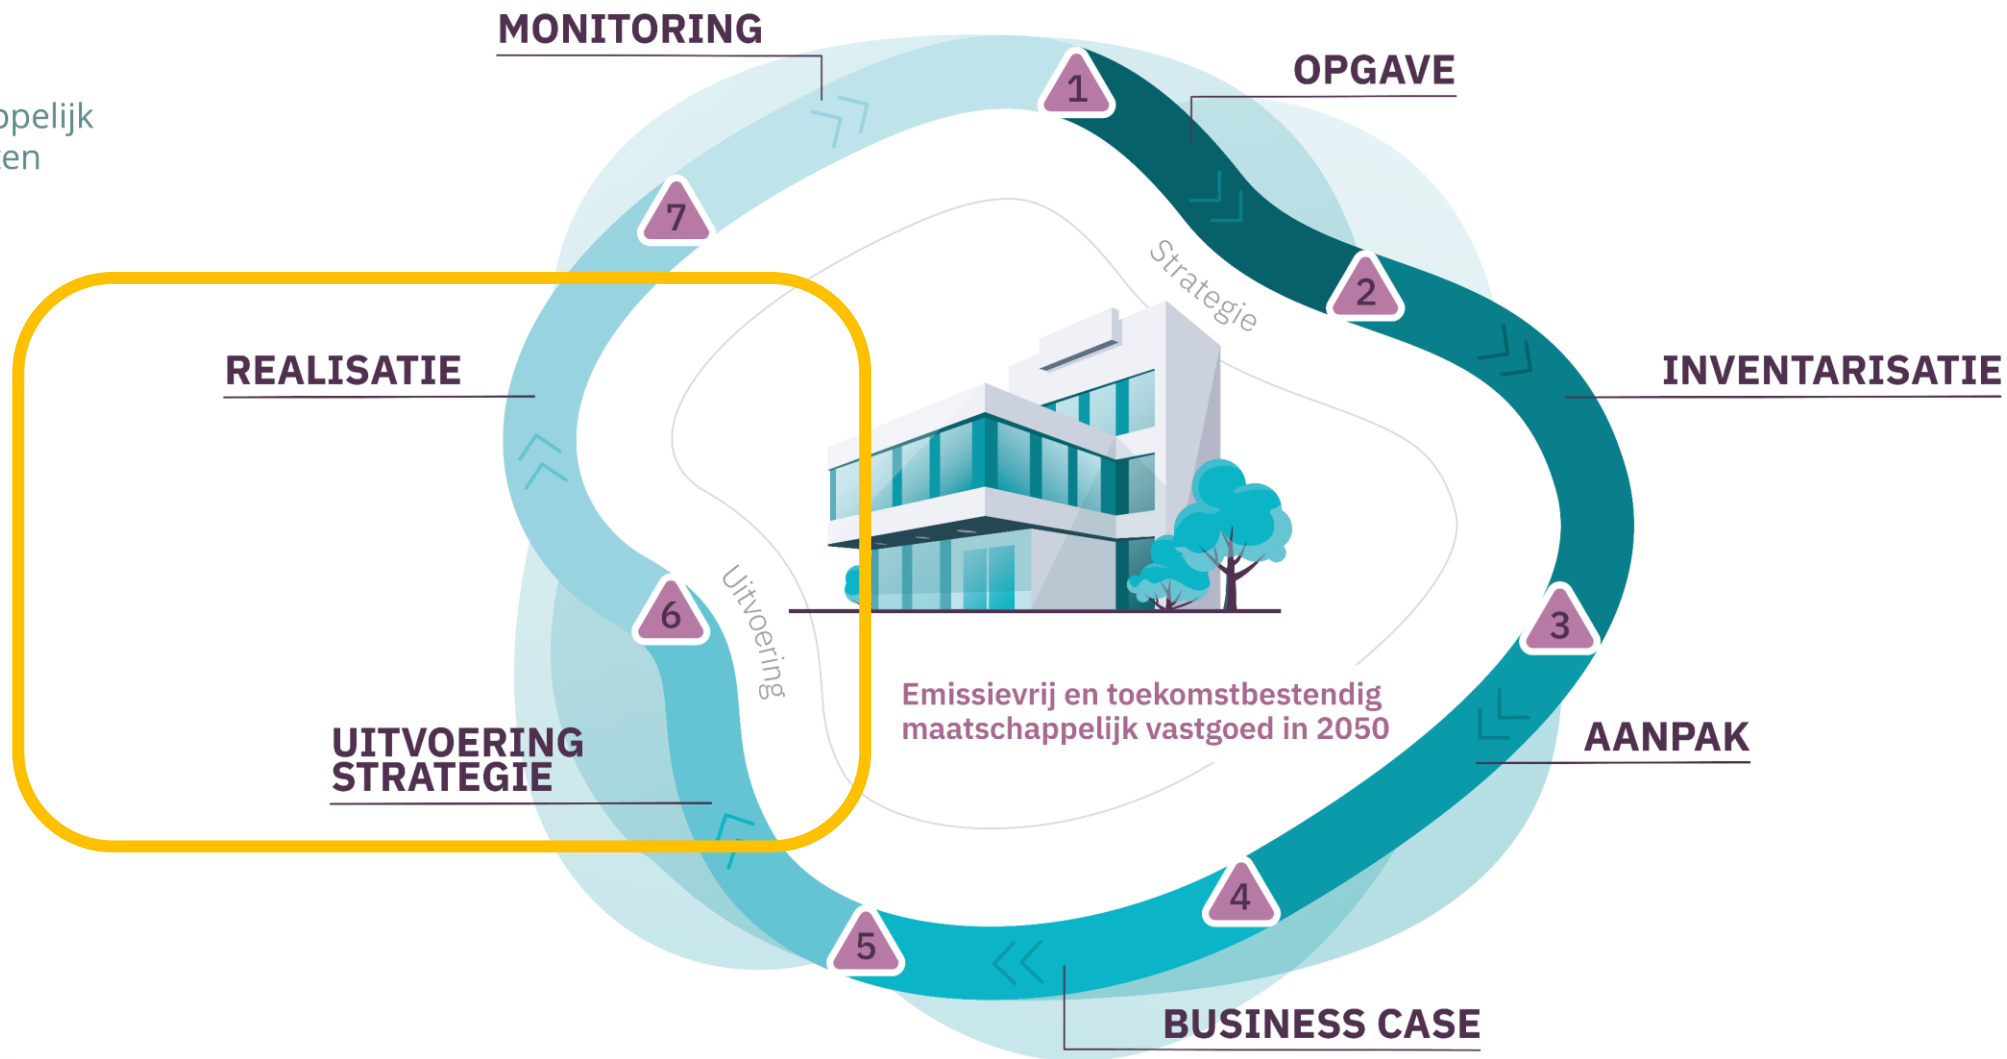 MONITORING
OPGAVE
1
7
Strategie
2
REALISATIE
INVENTARISATIE
6
Uitvoering
3
Emissievrij en toekomstbestendig
maatschappelijk vastgoed in 2050
UITVOERING
STRATEGIE
AANPAK
4
5
BUSINESS CASE